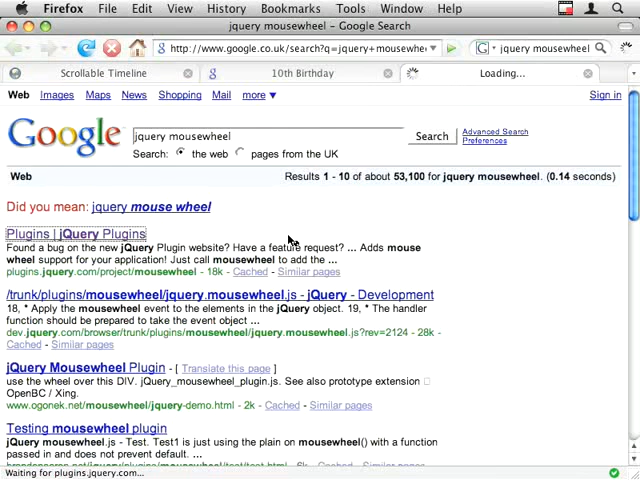 Firefox File Edit View History Bookmarks Tools Window Help
jquery mousewheel - Google Search
http://www.google.co.uk/search?q=jquery+mousewhe
jquery mousewheel
Scrollable Timeline
10th Birthday
Loading...
Web Images Maps News Shopping Mail more ▼ Sign in
Google
jquery mousewheel
Search
Advanced Search
Preferences
Search: the web pages from the UK
Web Results 1 - 10 of about 53,100 for jquery mousewheel. (0.14 seconds)
Did you mean: jquery mouse wheel
Plugins | jQuery Plugins
Found a bug on the new jQuery Plugin website? Have a feature request? ... Adds mouse
wheel support for your application! Just call mousewheel to add the ...
plugins.jquery.com/project/mousewheel - 18k - Cached - Similar pages
/trunk/plugins/mousewheel/jquery.mousewheel.js - jQuery - Development
18, * Apply the mousewheel event to the elements in the jQuery object. 19, * The handler
function should be prepared to take the event object ...
dev.jquery.com/browser/trunk/plugins/mousewheel/jquery.mousewheel.js?rev=2124 - 28k -
Cached - Similar pages
jQuery Mousewheel Plugin - [ Translate this page ]
use the wheel over this DIV. jQuery_mousewheel_plugin.js. See also prototype extension
OpenBC / Xing.
www.ogonek.net/mousewheel/jquery-demo.html - 2k - Cached - Similar pages
Testing mousewheel plugin
jQuery mousewheel.js - Test. Test1 is just using the plain on mousewheel() with a function
passed in and does not prevent default. ...
Waiting for plugins.jquery.com...